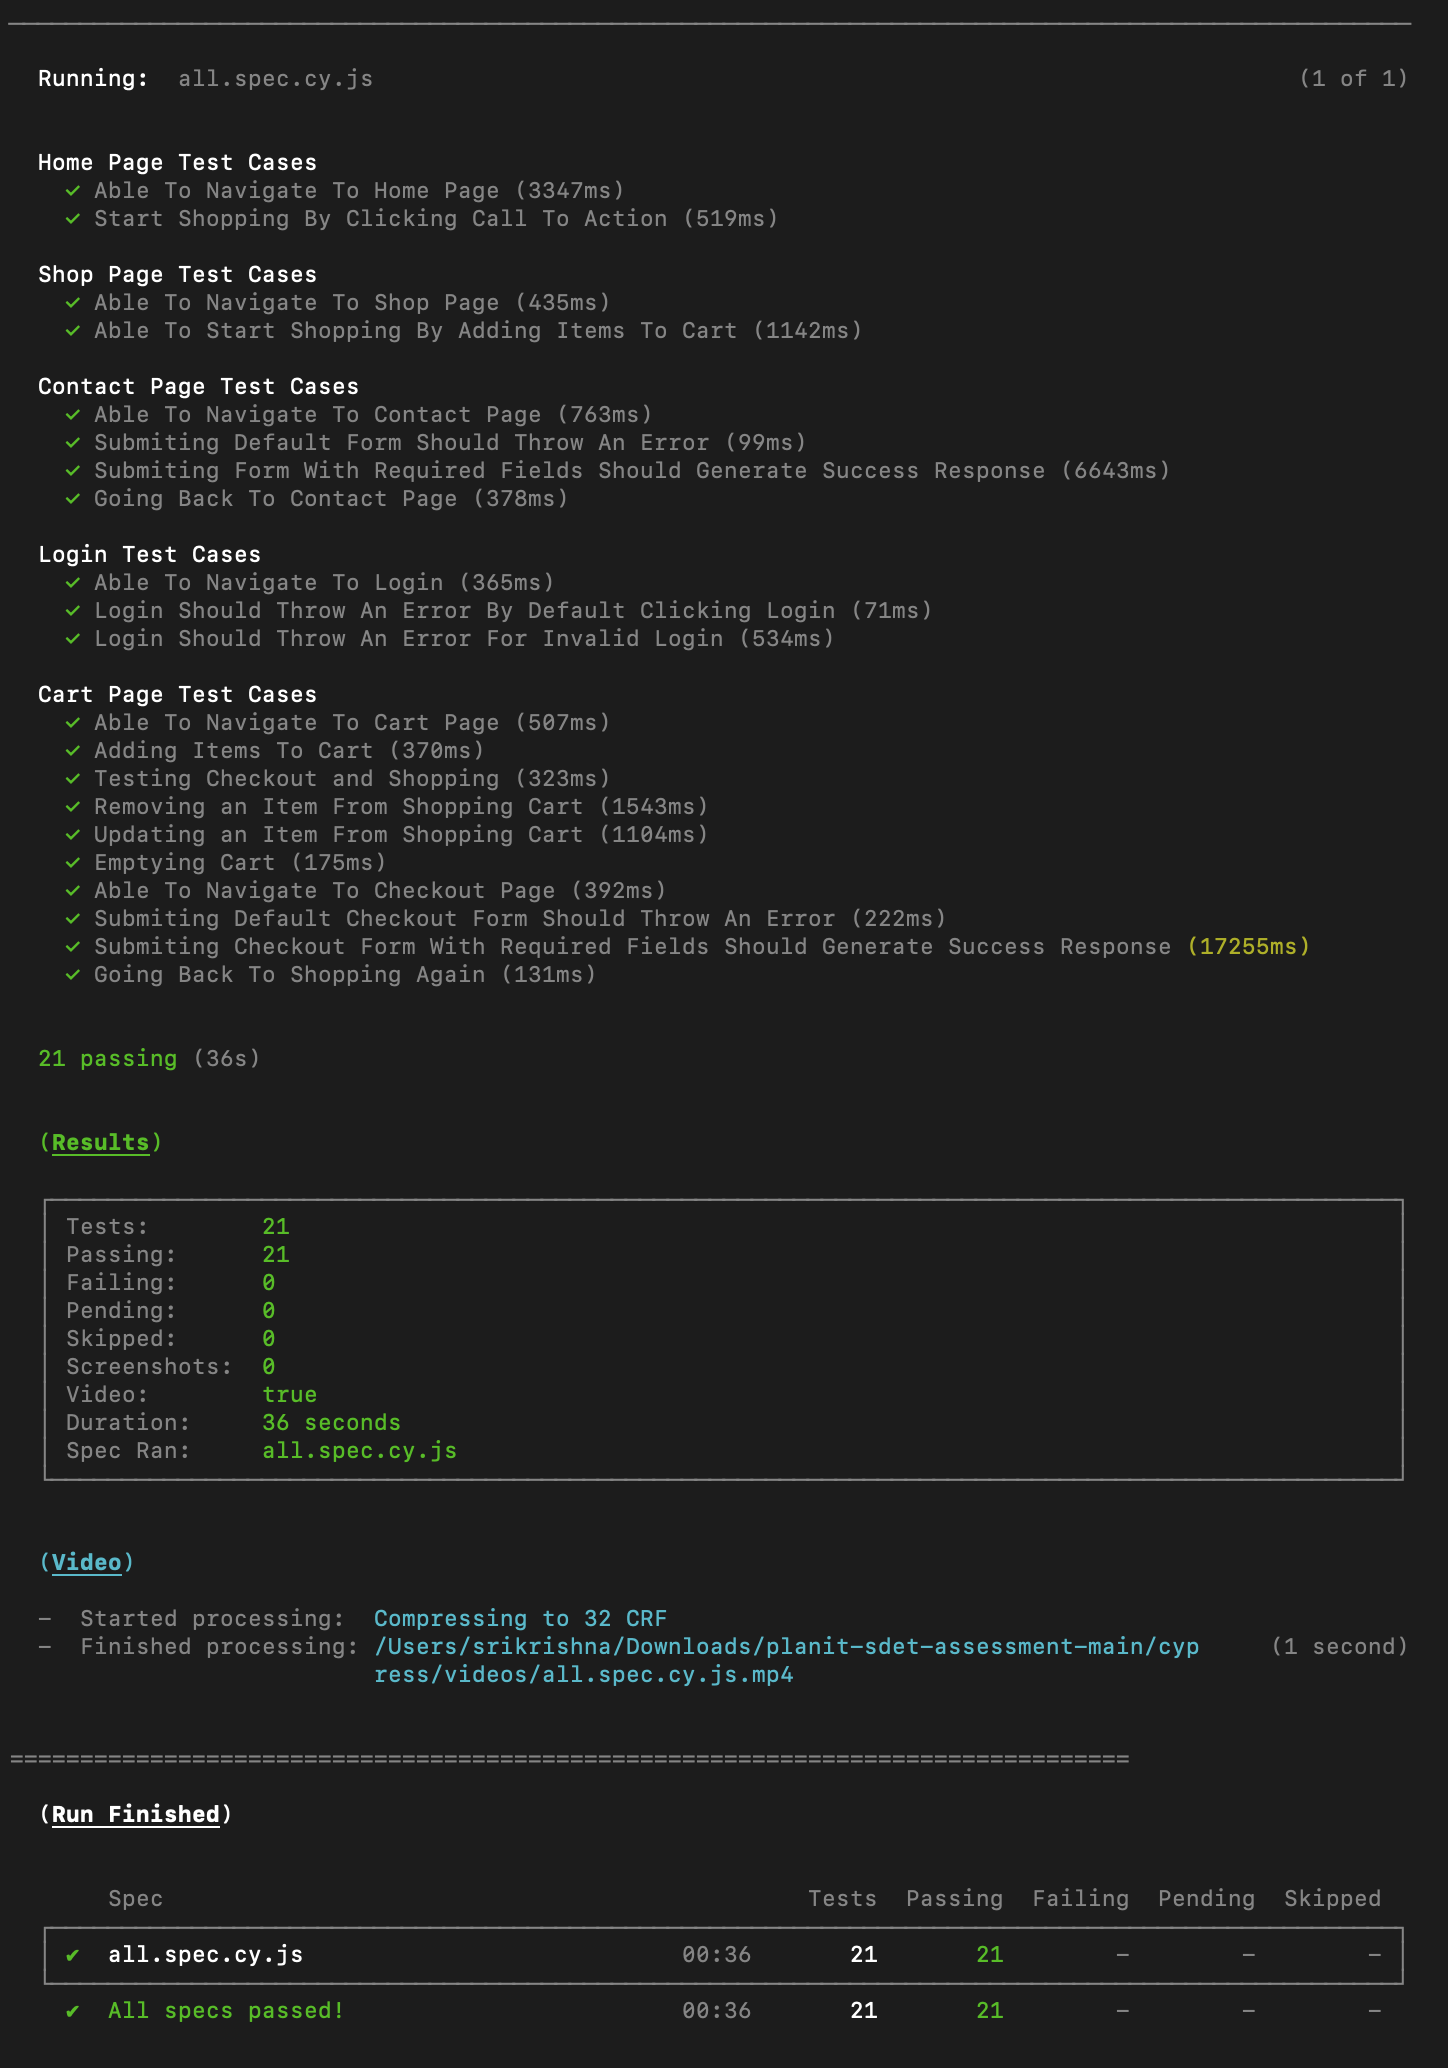 Running:  all.spec.cy.js (1 of 1)
Home Page Test Cases
✓ Able To Navigate To Home Page (3347ms)
✓ Start Shopping By Clicking Call To Action (519ms)
Shop Page Test Cases
✓ Able To Navigate To Shop Page (435ms)
✓ Able To Start Shopping By Adding Items To Cart (1142ms)
Contact Page Test Cases
✓ Able To Navigate To Contact Page (763ms)
✓ Submiting Default Form Should Throw An Error (99ms)
✓ Submiting Form With Required Fields Should Generate Success Response (6643ms)
✓ Going Back To Contact Page (378ms)
Login Test Cases
✓ Able To Navigate To Login (365ms)
✓ Login Should Throw An Error By Default Clicking Login (71ms)
✓ Login Should Throw An Error For Invalid Login (534ms)
Cart Page Test Cases
✓ Able To Navigate To Cart Page (507ms)
✓ Adding Items To Cart (370ms)
✓ Testing Checkout and Shopping (323ms)
✓ Removing an Item From Shopping Cart (1543ms)
✓ Updating an Item From Shopping Cart (1104ms)
✓ Emptying Cart (175ms)
✓ Able To Navigate To Checkout Page (392ms)
✓ Submiting Default Checkout Form Should Throw An Error (222ms)
✓ Submiting Checkout Form With Required Fields Should Generate Success Response (17255ms)
✓ Going Back To Shopping Again (131ms)
21 passing (36s)
(Results)
Tests: 21
Passing: 21
Failing: 0
Pending: 0
Skipped: 0
Screenshots: 0
Video: true
Duration: 36 seconds
Spec Ran: all.spec.cy.js
(Video)
–  Started processing:  Compressing to 32 CRF
–  Finished processing: /Users/srikrishna/Downloads/planit-sdet-assessment-main/cyp (1 second)
ress/videos/all.spec.cy.js.mp4
================================================================================
(Run Finished)
Spec Tests Passing Failing Pending Skipped
✔ all.spec.cy.js 00:36 21 21 – – –
✔ All specs passed! 00:36 21 21 – – –